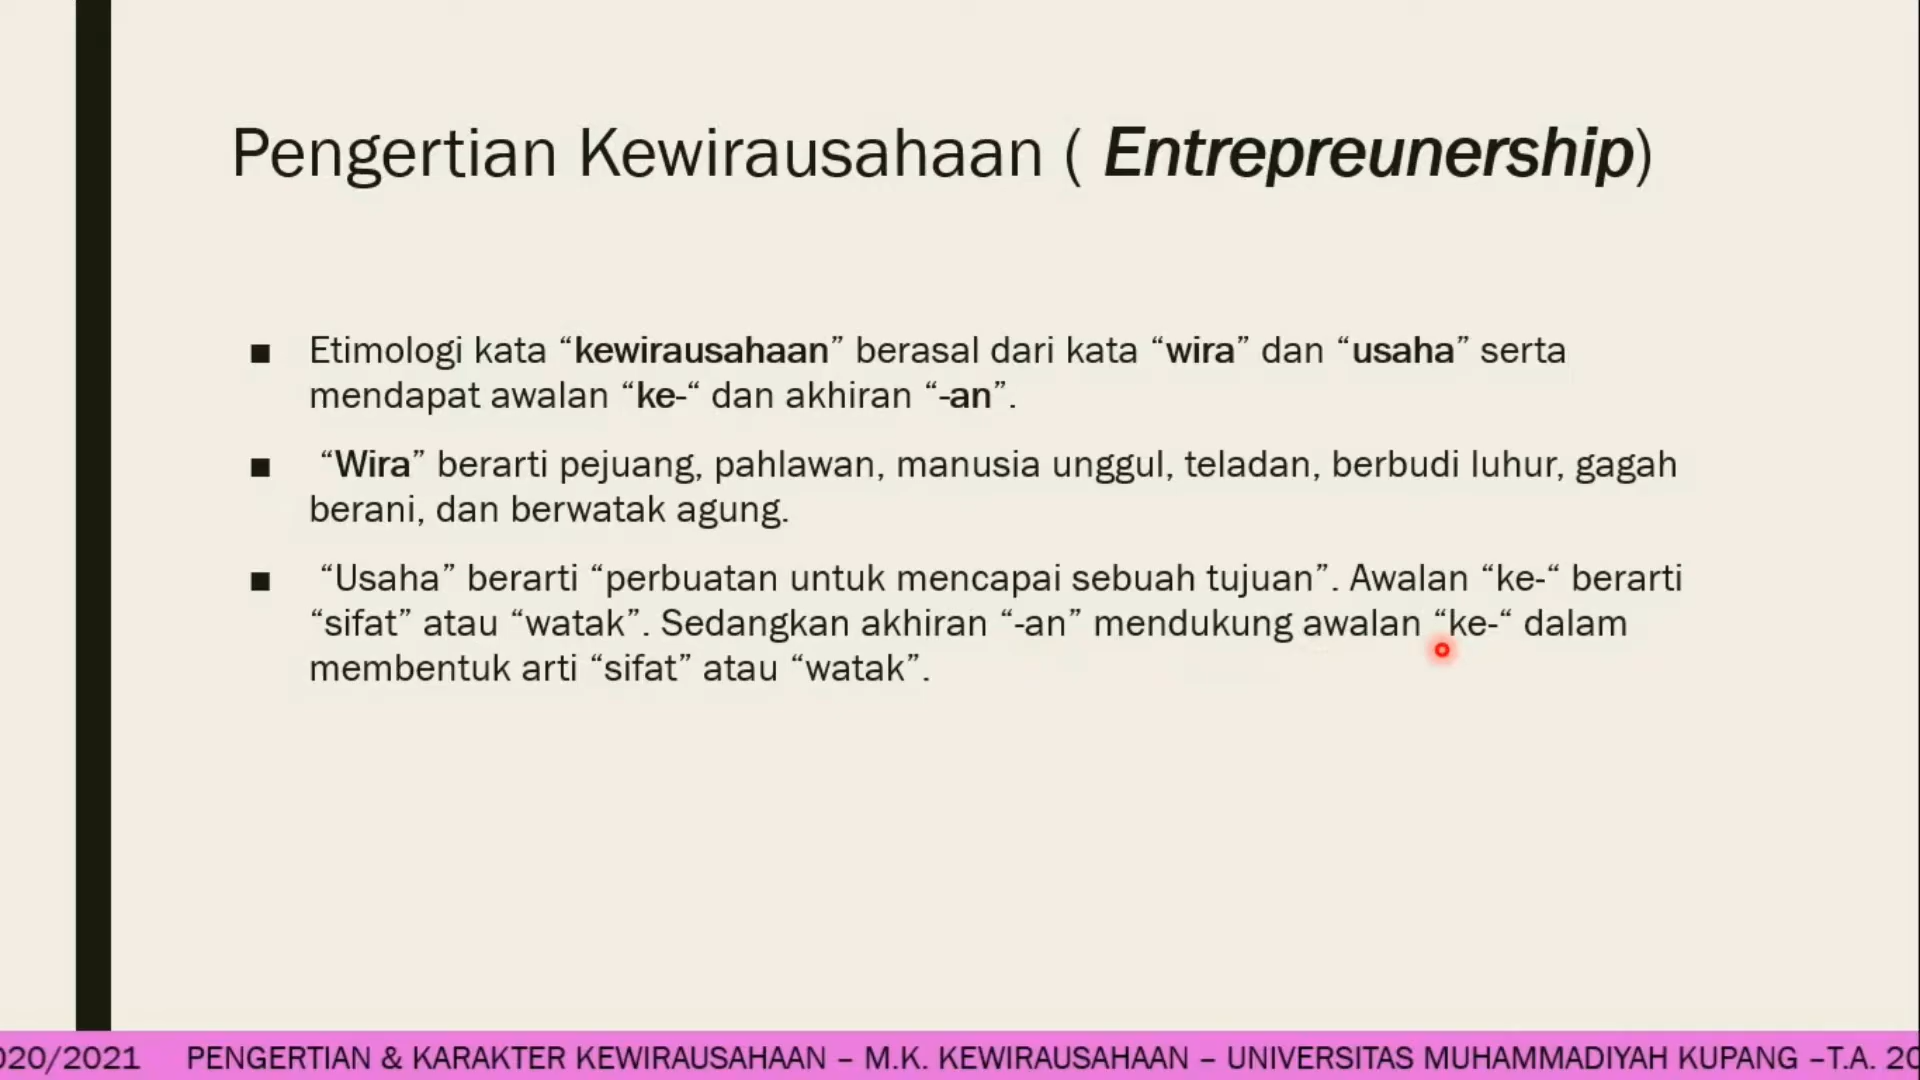 Pengertian Kewirausahaan ( Entrepreunership)
■ Etimologi kata “kewirausahaan” berasal dari kata “wira” dan “usaha” serta
mendapat awalan “ke-“ dan akhiran “-an”.
■ “Wira” berarti pejuang, pahlawan, manusia unggul, teladan, berbudi luhur, gagah
berani, dan berwatak agung.
■ “Usaha” berarti “perbuatan untuk mencapai sebuah tujuan”. Awalan “ke-“ berarti
“sifat” atau “watak”. Sedangkan akhiran “-an” mendukung awalan “ke-“ dalam
membentuk arti “sifat” atau “watak”.
020/2021 PENGERTIAN & KARAKTER KEWIRAUSAHAAN – M.K. KEWIRAUSAHAAN – UNIVERSITAS MUHAMMADIYAH KUPANG –T.A. 20